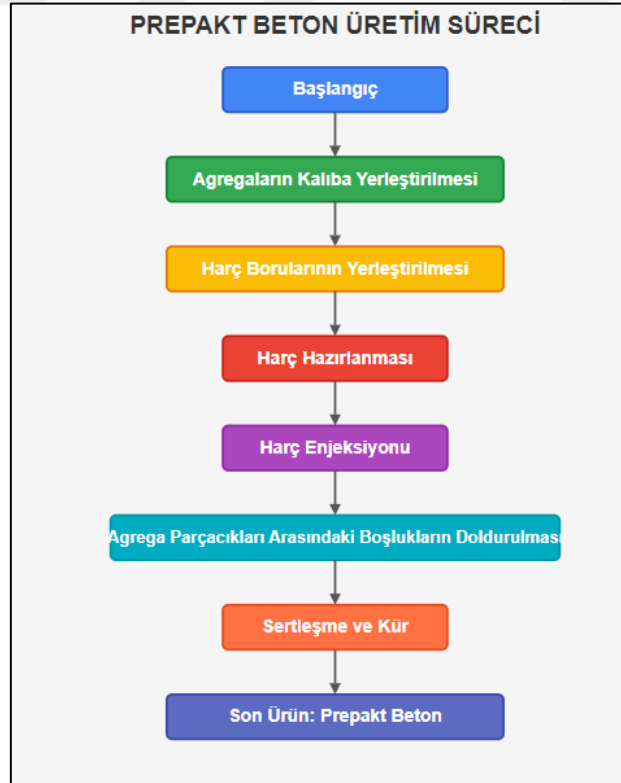 PREPAKT BETON ÜRETİM SÜRECİ
Başlangıç
Agregaların Kalıba Yerleştirilmesi
Harç Borularının Yerleştirilmesi
Harç Hazırlanması
Harç Enjeksiyonu
Agrega Parçacıkları Arasındaki Boşlukların Doldurulması
Sertleşme ve Kür
Son Ürün: Prepakt Beton